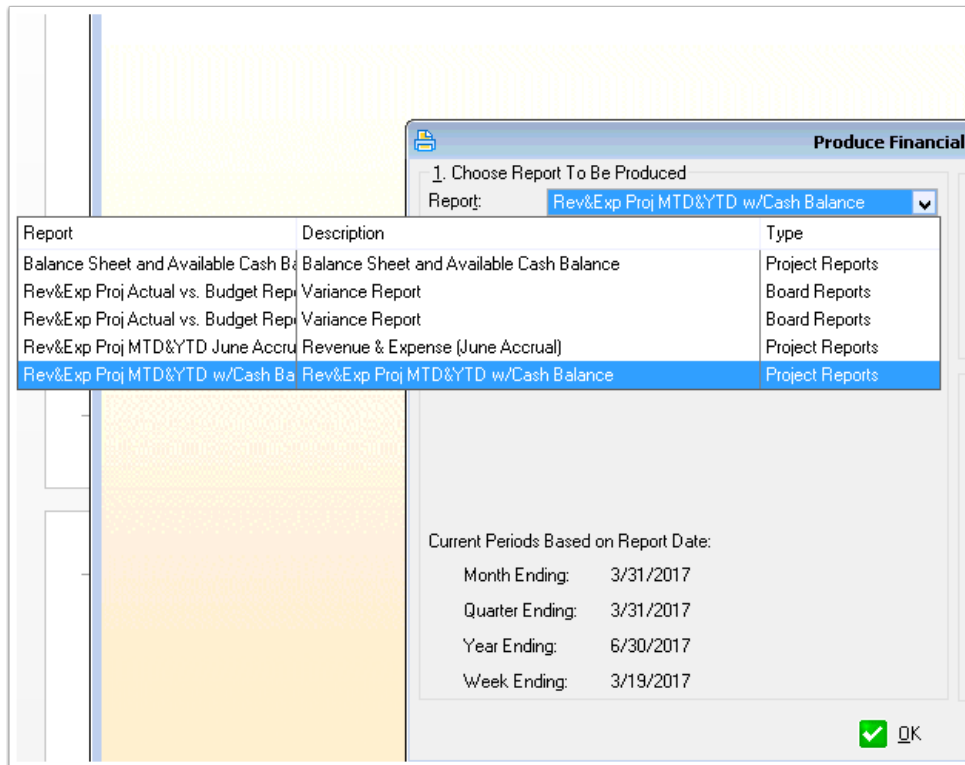 Produce Financial
1. Choose Report To Be Produced
Report: Rev&Exp Proj MTD&YTD w/Cash Balance
Report Description Type
Balance Sheet and Available Cash Ba Balance Sheet and Available Cash Balance Project Reports
Rev&Exp Proj Actual vs. Budget Repo Variance Report Board Reports
Rev&Exp Proj Actual vs. Budget Repo Variance Report Board Reports
Rev&Exp Proj MTD&YTD June Accru Revenue & Expense (June Accrual) Project Reports
Rev&Exp Proj MTD&YTD w/Cash Ba Rev&Exp Proj MTD&YTD w/Cash Balance Project Reports
Current Periods Based on Report Date:
Month Ending: 3/31/2017
Quarter Ending: 3/31/2017
Year Ending: 6/30/2017
Week Ending: 3/19/2017
OK